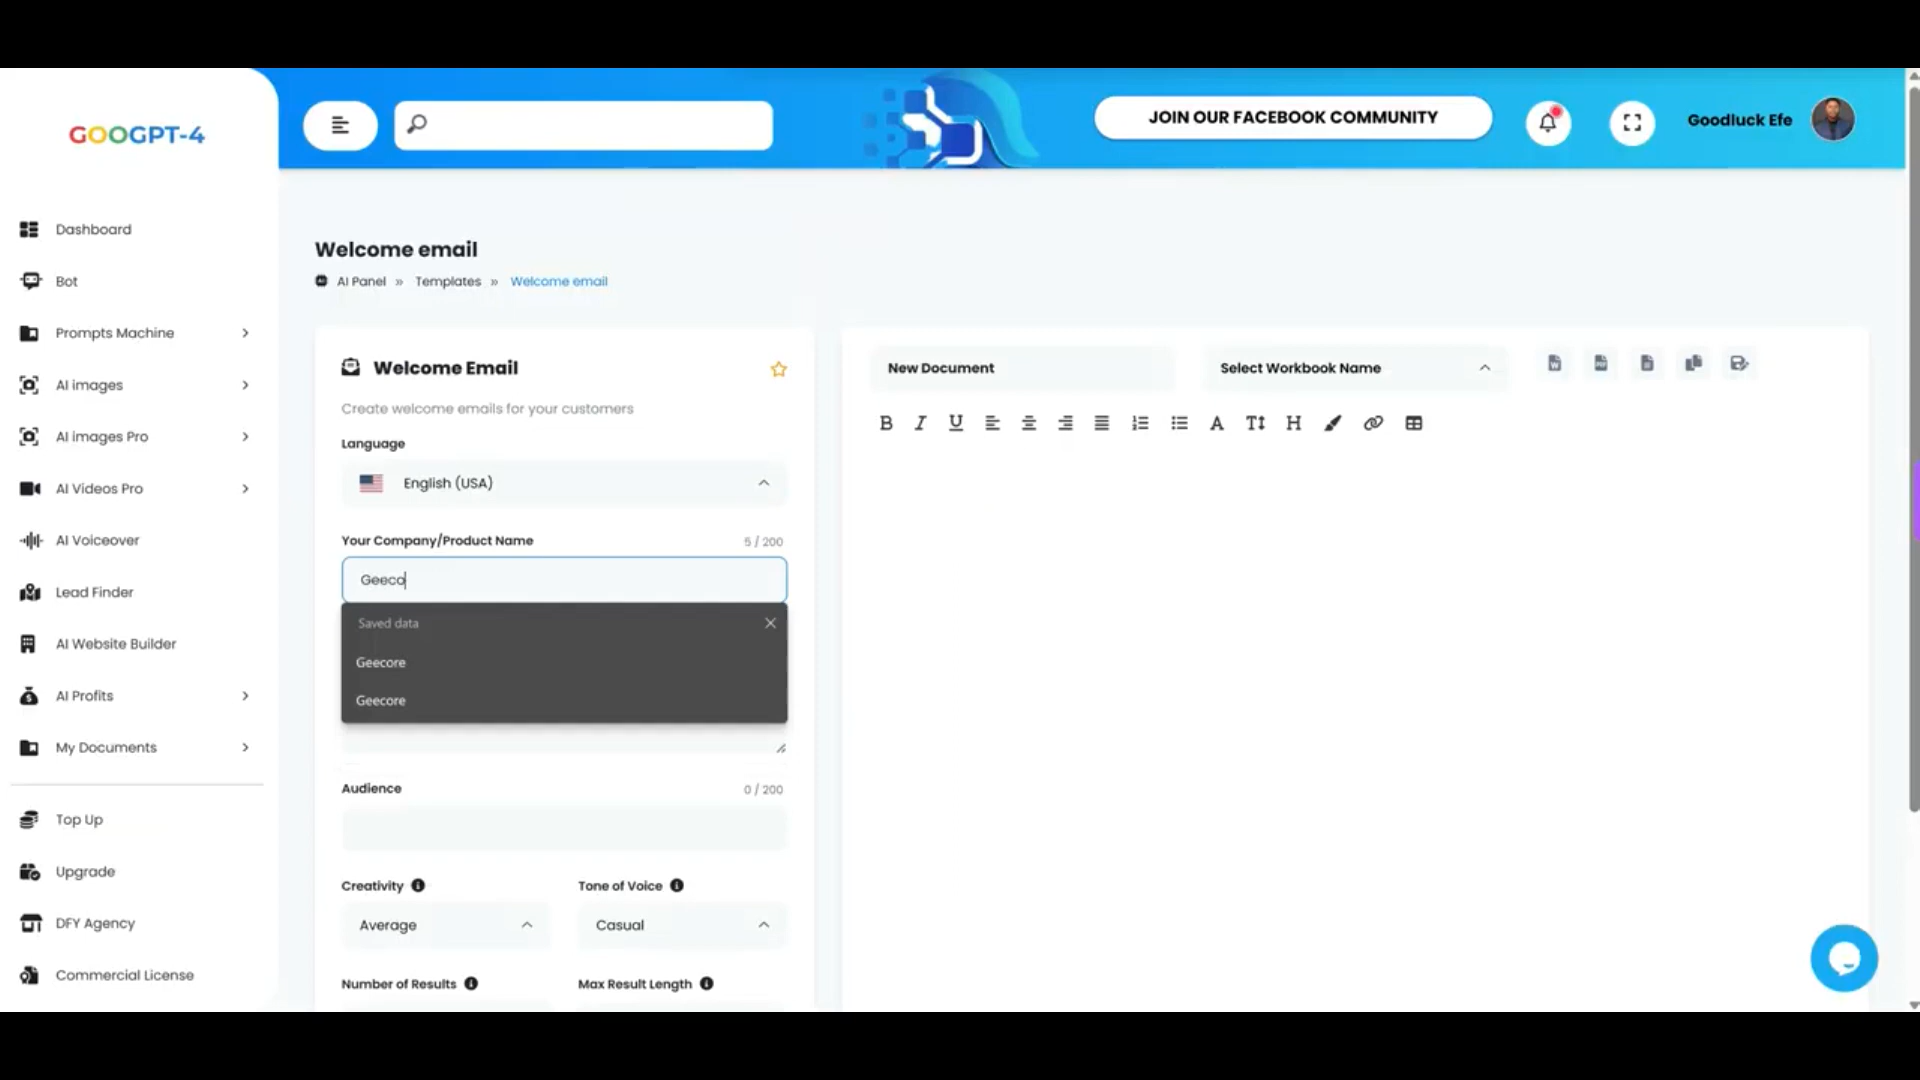 GOOGPT-4
JOIN OUR FACEBOOK COMMUNITY
Goodluck Efe
Dashboard
Bot
Prompts Machine
AI images
AI images Pro
AI Videos Pro
AI Voiceover
Lead Finder
AI Website Builder
AI Profits
My Documents
Top Up
Upgrade
DFY Agency
Commercial License
Welcome email
AI Panel » Templates » Welcome email
Welcome Email
Create welcome emails for your customers
Language
English (USA)
Your Company/Product Name 5 / 200
Geeco
Saved data
Geecore
Geecore
Audience 0 / 200
Creativity Tone of Voice
Average Casual
Number of Results Max Result Length
New Document Select Workbook Name